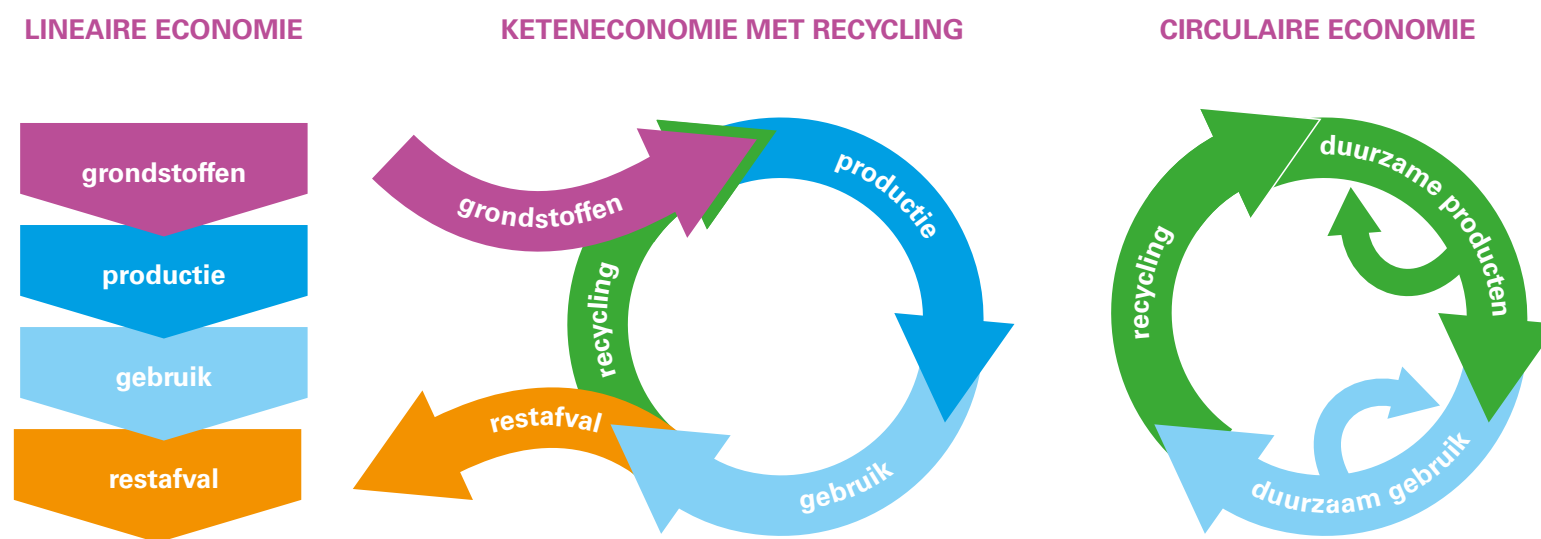 LINEAIRE ECONOMIE
grondstoffen
productie
gebruik
restafval
KETENECONOMIE MET RECYCLING
grondstoffen
productie
recycling
restafval
gebruik
CIRCULAIRE ECONOMIE
duurzame producten
recycling
duurzaam gebruik